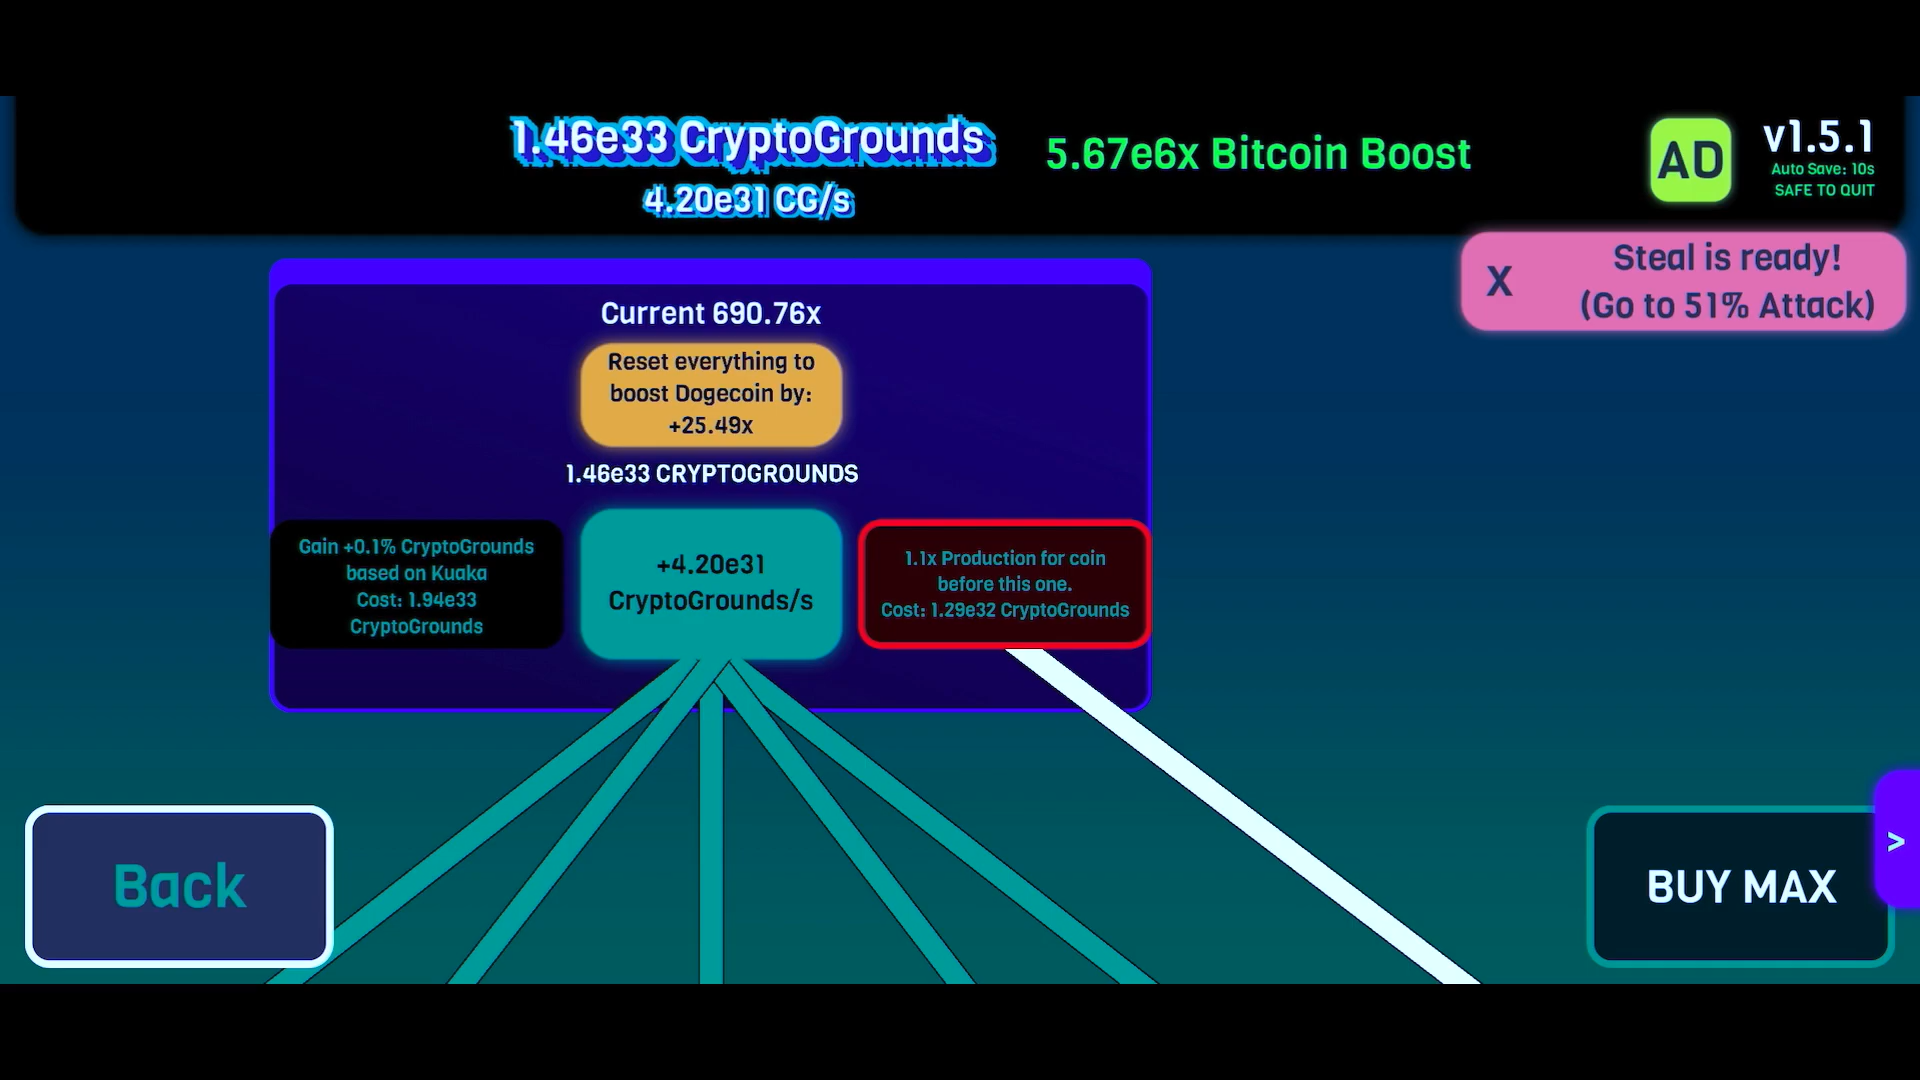 1.46e33 CryptoGrounds
4.20e31 CG/s
5.67e6x Bitcoin Boost
AD
v1.5.1
Auto Save: 10s
SAFE TO QUIT
X
Steal is ready!
(Go to 51% Attack)
Current 690.76x
Reset everything to
boost Dogecoin by:
+25.49x
1.46e33 CRYPTOGROUNDS
Gain +0.1% CryptoGrounds
based on Kuaka
Cost: 1.94e33
CryptoGrounds
+4.20e31
CryptoGrounds/s
1.1x Production for coin
before this one.
Cost: 1.29e32 CryptoGrounds
Back
BUY MAX
>